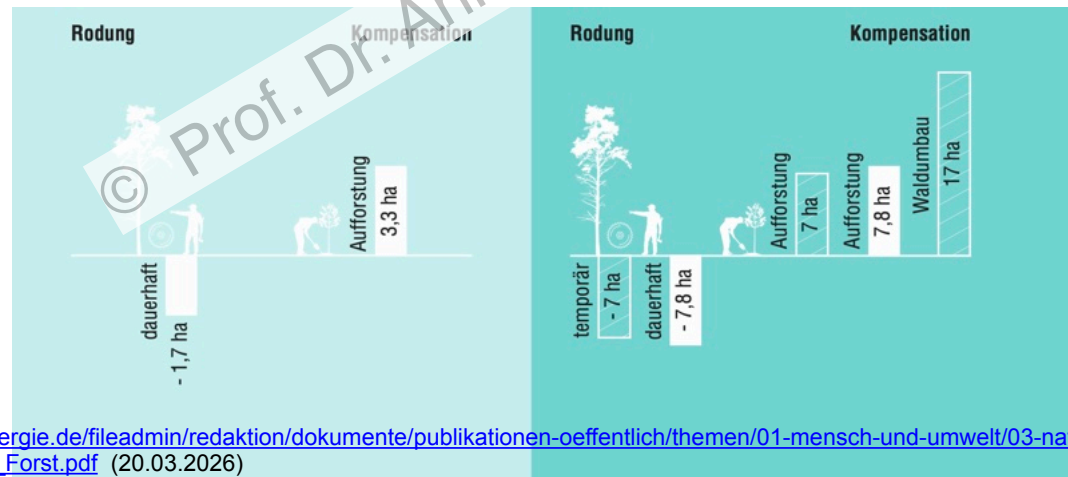 Rodung
Kompensation
Rodung
Kompensation
© Prof. Dr.
dauerhaft
- 1,7 ha
Aufforstung
3,3 ha
temporär
- 7 ha
dauerhaft
- 7,8 ha
Aufforstung
7 ha
Aufforstung
7,8 ha
Waldumbau
17 ha
ergie.de/fileadmin/redaktion/dokumente/publikationen-oeffentlich/themen/01-mensch-und-umwelt/03-na
_Forst.pdf (20.03.2026)